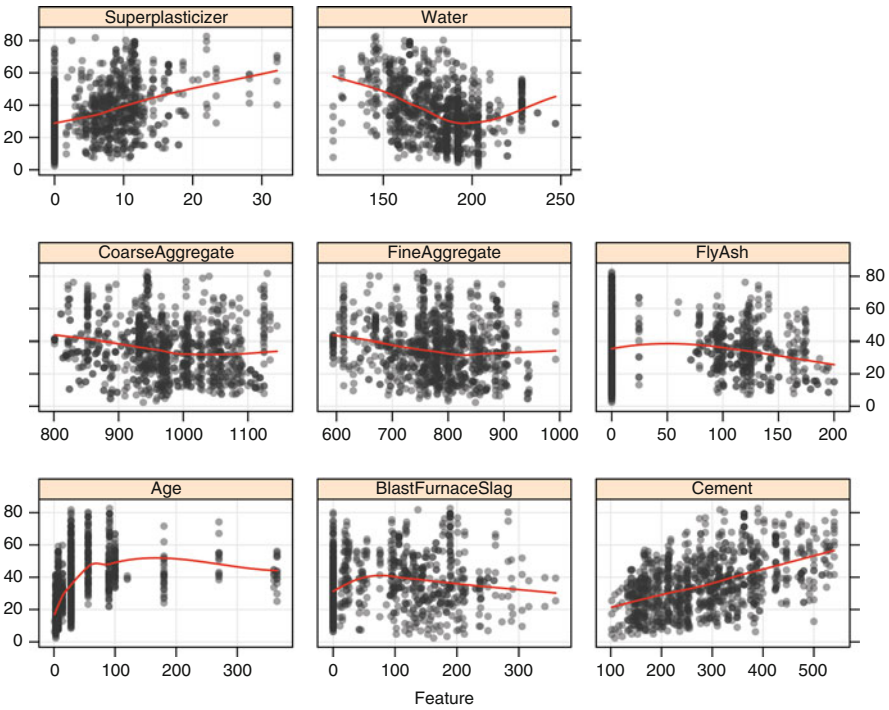 Superplasticizer Water
80
60
40
20
0
0 10 20 30 150 200 250
CoarseAggregate FineAggregate FlyAsh
80
60
40
20
0
800 900 1000 1100 600 700 800 900 1000 0 50 100 150 200
Age BlastFurnaceSlag Cement
80
60
40
20
0
0 100 200 300 0 100 200 300 100 200 300 400 500
Feature